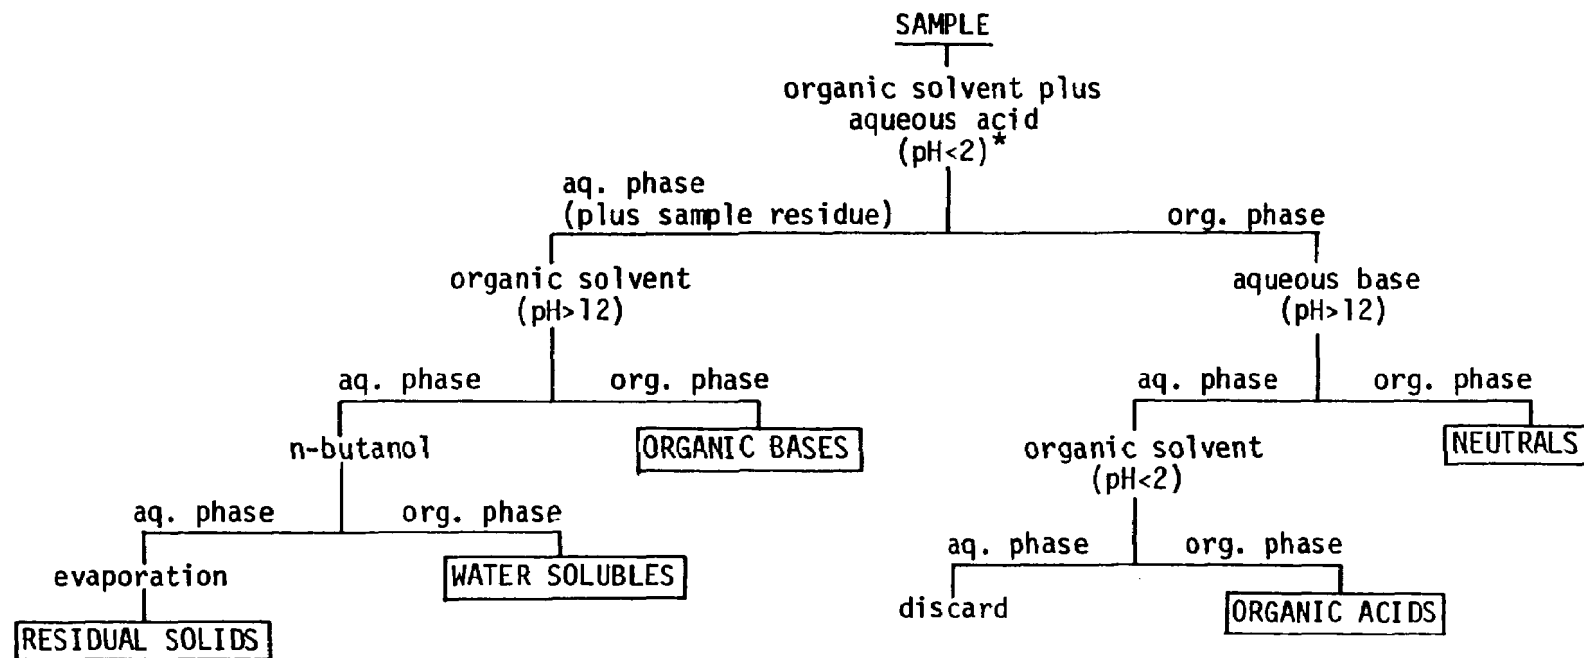 SAMPLE
organic solvent plus
aqueous acid
(pH<2)*
aq. phase
(plus sample residue)
org. phase
organic solvent
(pH>12)
aqueous base
(pH>12)
aq. phase
org. phase
aq. phase
org. phase
n-butanol
ORGANIC BASES
organic solvent
(pH<2)
NEUTRALS
aq. phase
org. phase
aq. phase
org. phase
evaporation
WATER SOLUBLES
discard
ORGANIC ACIDS
RESIDUAL SOLIDS